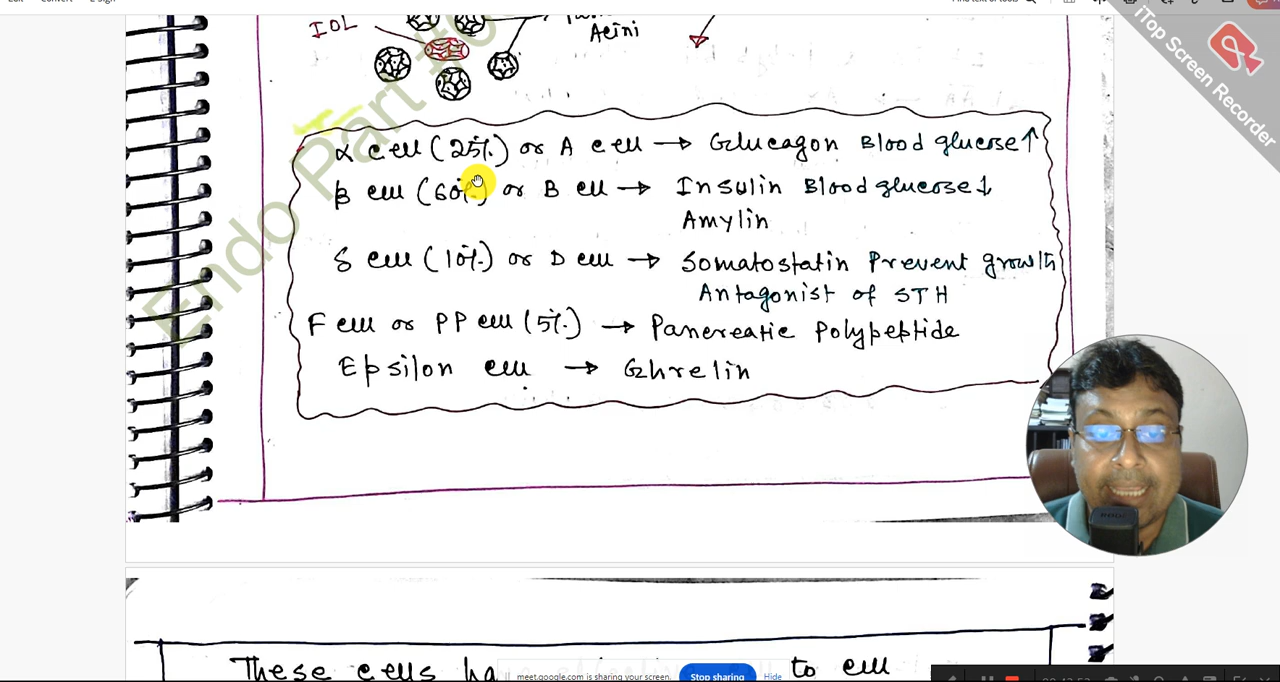 IOL
Acini
iTop Screen Recorder
Endo Part #6
α cell (25%) or A cell → Glucagon Blood glucose ↑
β cell (60%) or B cell → Insulin Blood glucose ↓
Amylin
δ cell (10%) or D cell → Somatostatin Prevent growth
Antagonist of STH
F cell or PP cell (5%) → Pancreatic Polypeptide
Epsilon cell → Ghrelin
These cells
to cell
meet.google.com is sharing your screen.
Stop sharing
Hide